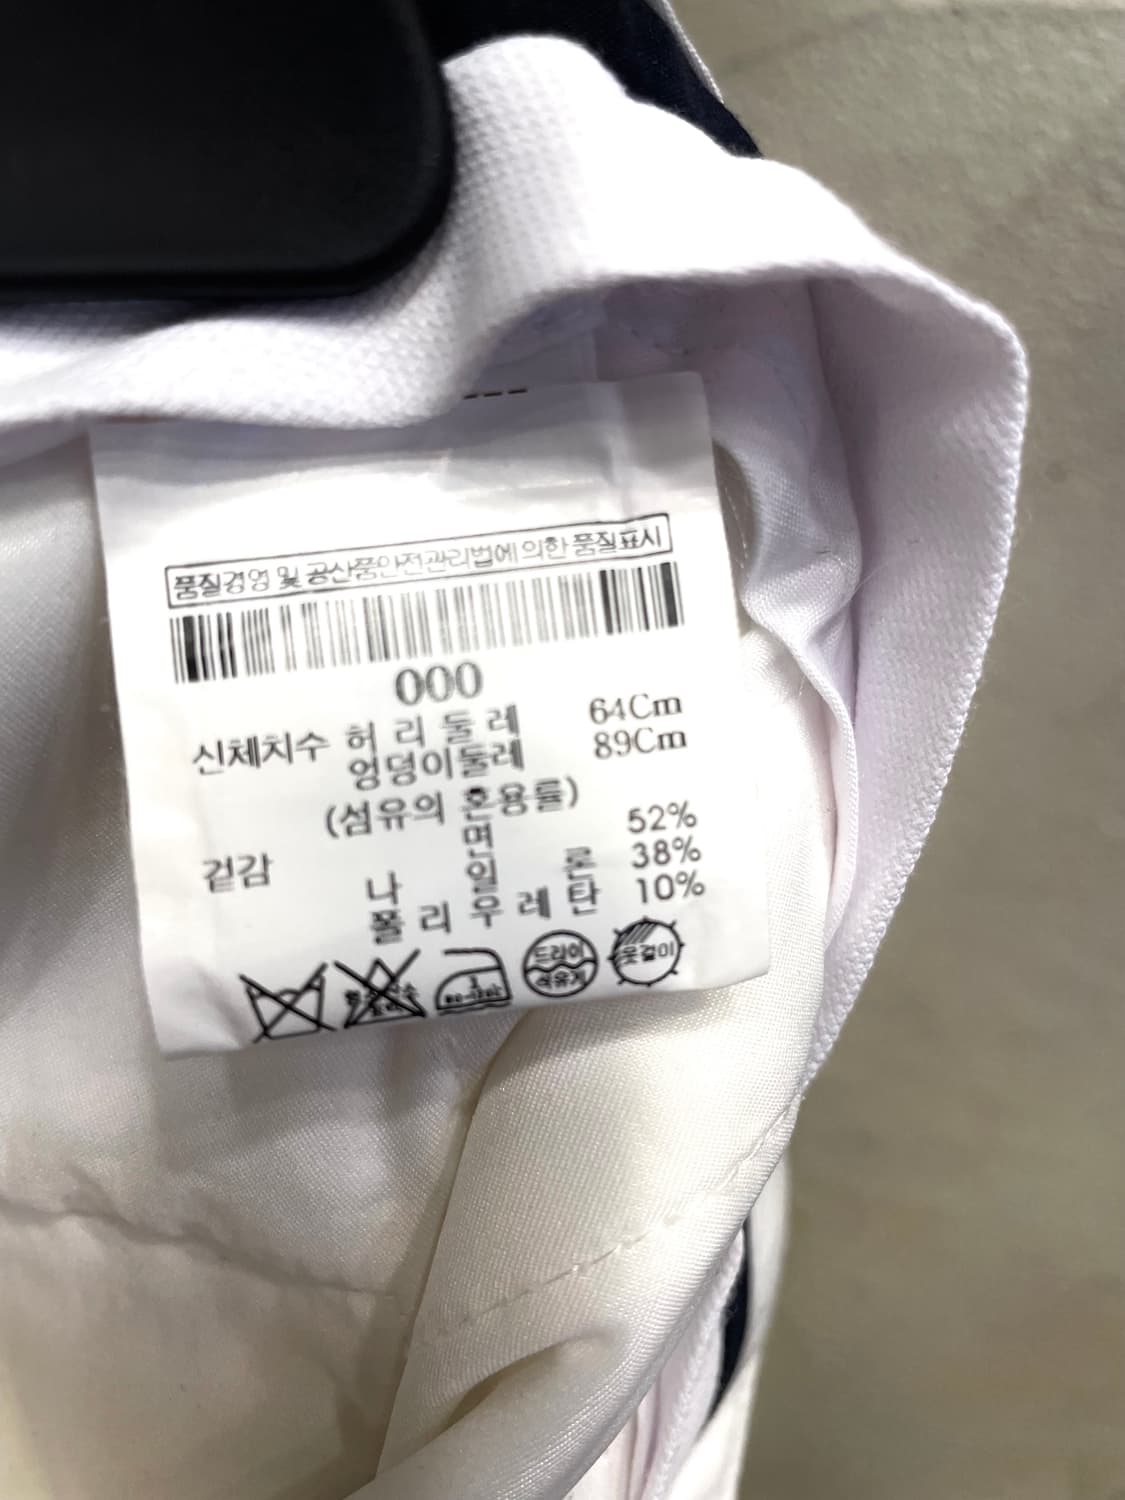 품질경영 및 공산품안전관리법에 의한 품질표시
000
신체치수 허리둘레 64Cm
엉덩이둘레 89Cm
(섬유의 혼용률)
겉감 면 52%
나일론 38%
폴리우레탄 10%
드라이
석유계
옷걸이